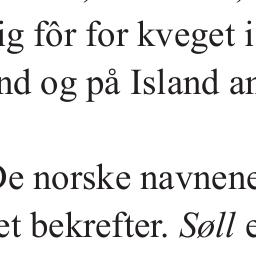 ig fôr for kveget i
nd og på Island an
De norske navnene
et bekrefter. Søll e